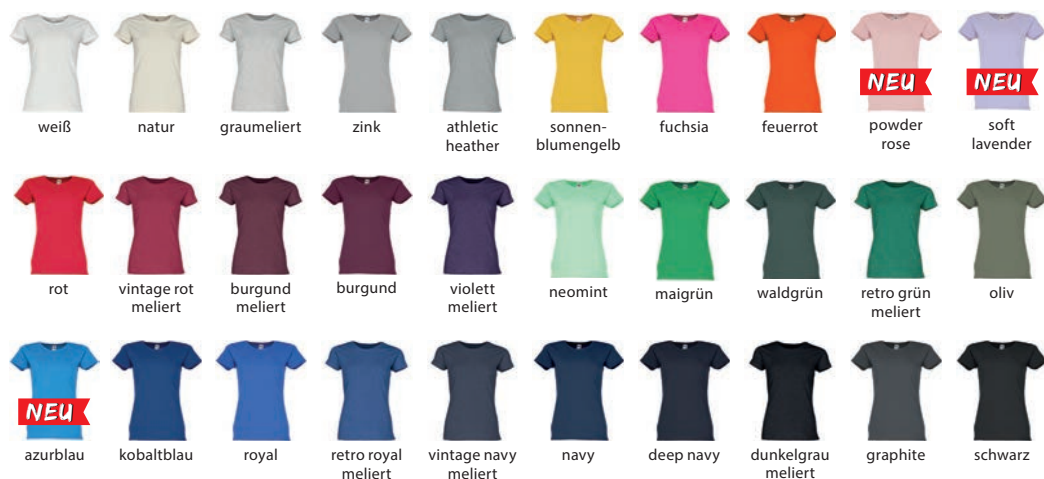 NEU
NEU
weiß
natur
graumeliert
zink
athletic
heather
sonnen-
blumengelb
fuchsia
feuerrot
powder
rose
soft
lavender
rot
vintage rot
meliert
burgund
meliert
burgund
violett
meliert
neomint
maigrün
waldgrün
retro grün
meliert
oliv
NEU
azurblau
kobaltblau
royal
retro royal
meliert
vintage navy
meliert
navy
deep navy
dunkelgrau
meliert
graphite
schwarz